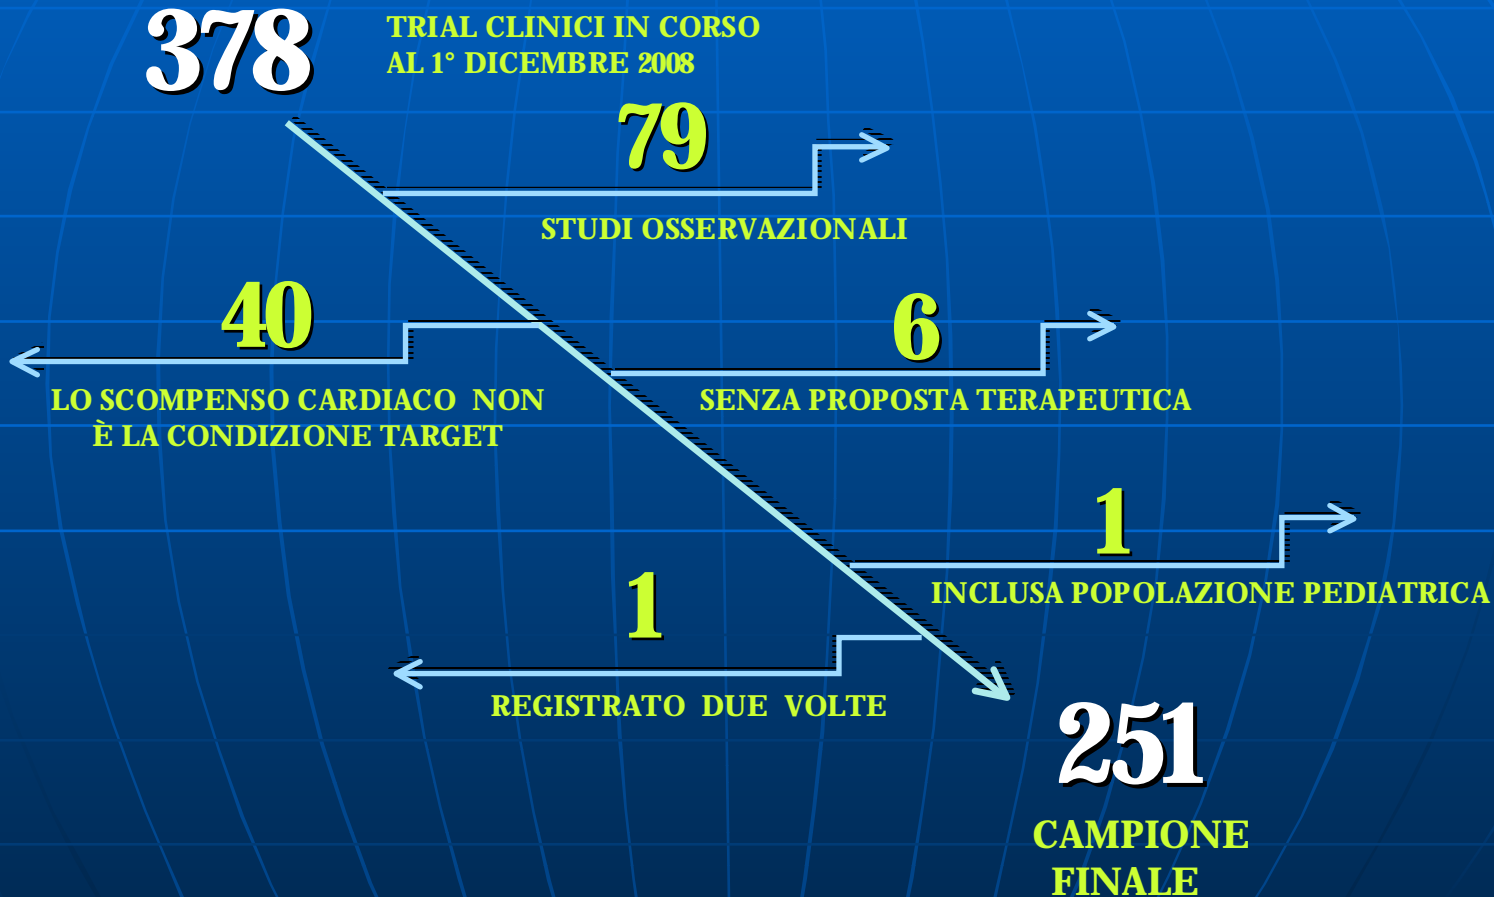 378
TRIAL CLINICI IN CORSO
AL 1° DICEMBRE 2008
79
STUDI OSSERVAZIONALI
40
LO SCOMPENSO CARDIACO NON
È LA CONDIZIONE TARGET
6
SENZA PROPOSTA TERAPEUTICA
1
INCLUSA POPOLAZIONE PEDIATRICA
1
REGISTRATO DUE VOLTE
251
CAMPIONE
FINALE